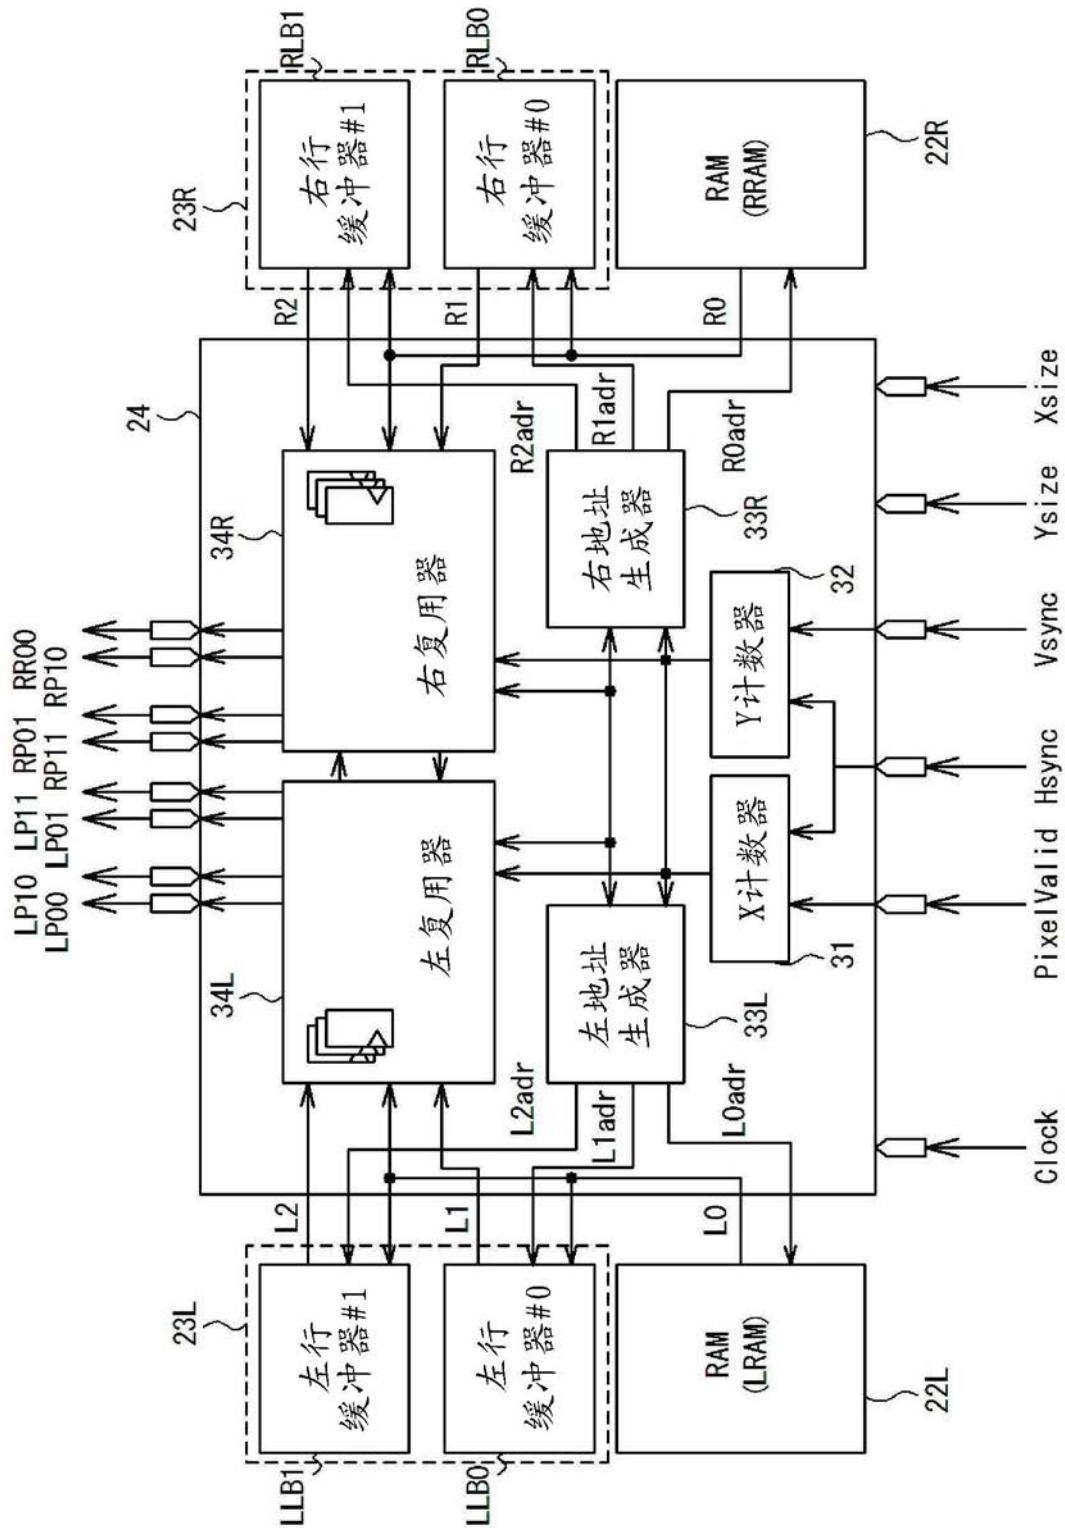 LP10 LP11 RP01 RR00
LP00 LP01 RP11 RP10
24
34L
34R
左复用器
右复用器
23L
LLB1
左行
缓冲器#1
LLB0
左行
缓冲器#0
RAM
(LRAM)
22L
L2
L1
L0
L2adr
L1adr
L0adr
左地址
生成器
33L
X计数器
31
Y计数器
32
右地址
生成器
33R
R2adr
R1adr
R0adr
R2
R1
R0
23R
RLB1
右行
缓冲器#1
RLB0
右行
缓冲器#0
RAM
(RRAM)
22R
Clock
PixelValid
Hsync
Vsync
Ysize
Xsize